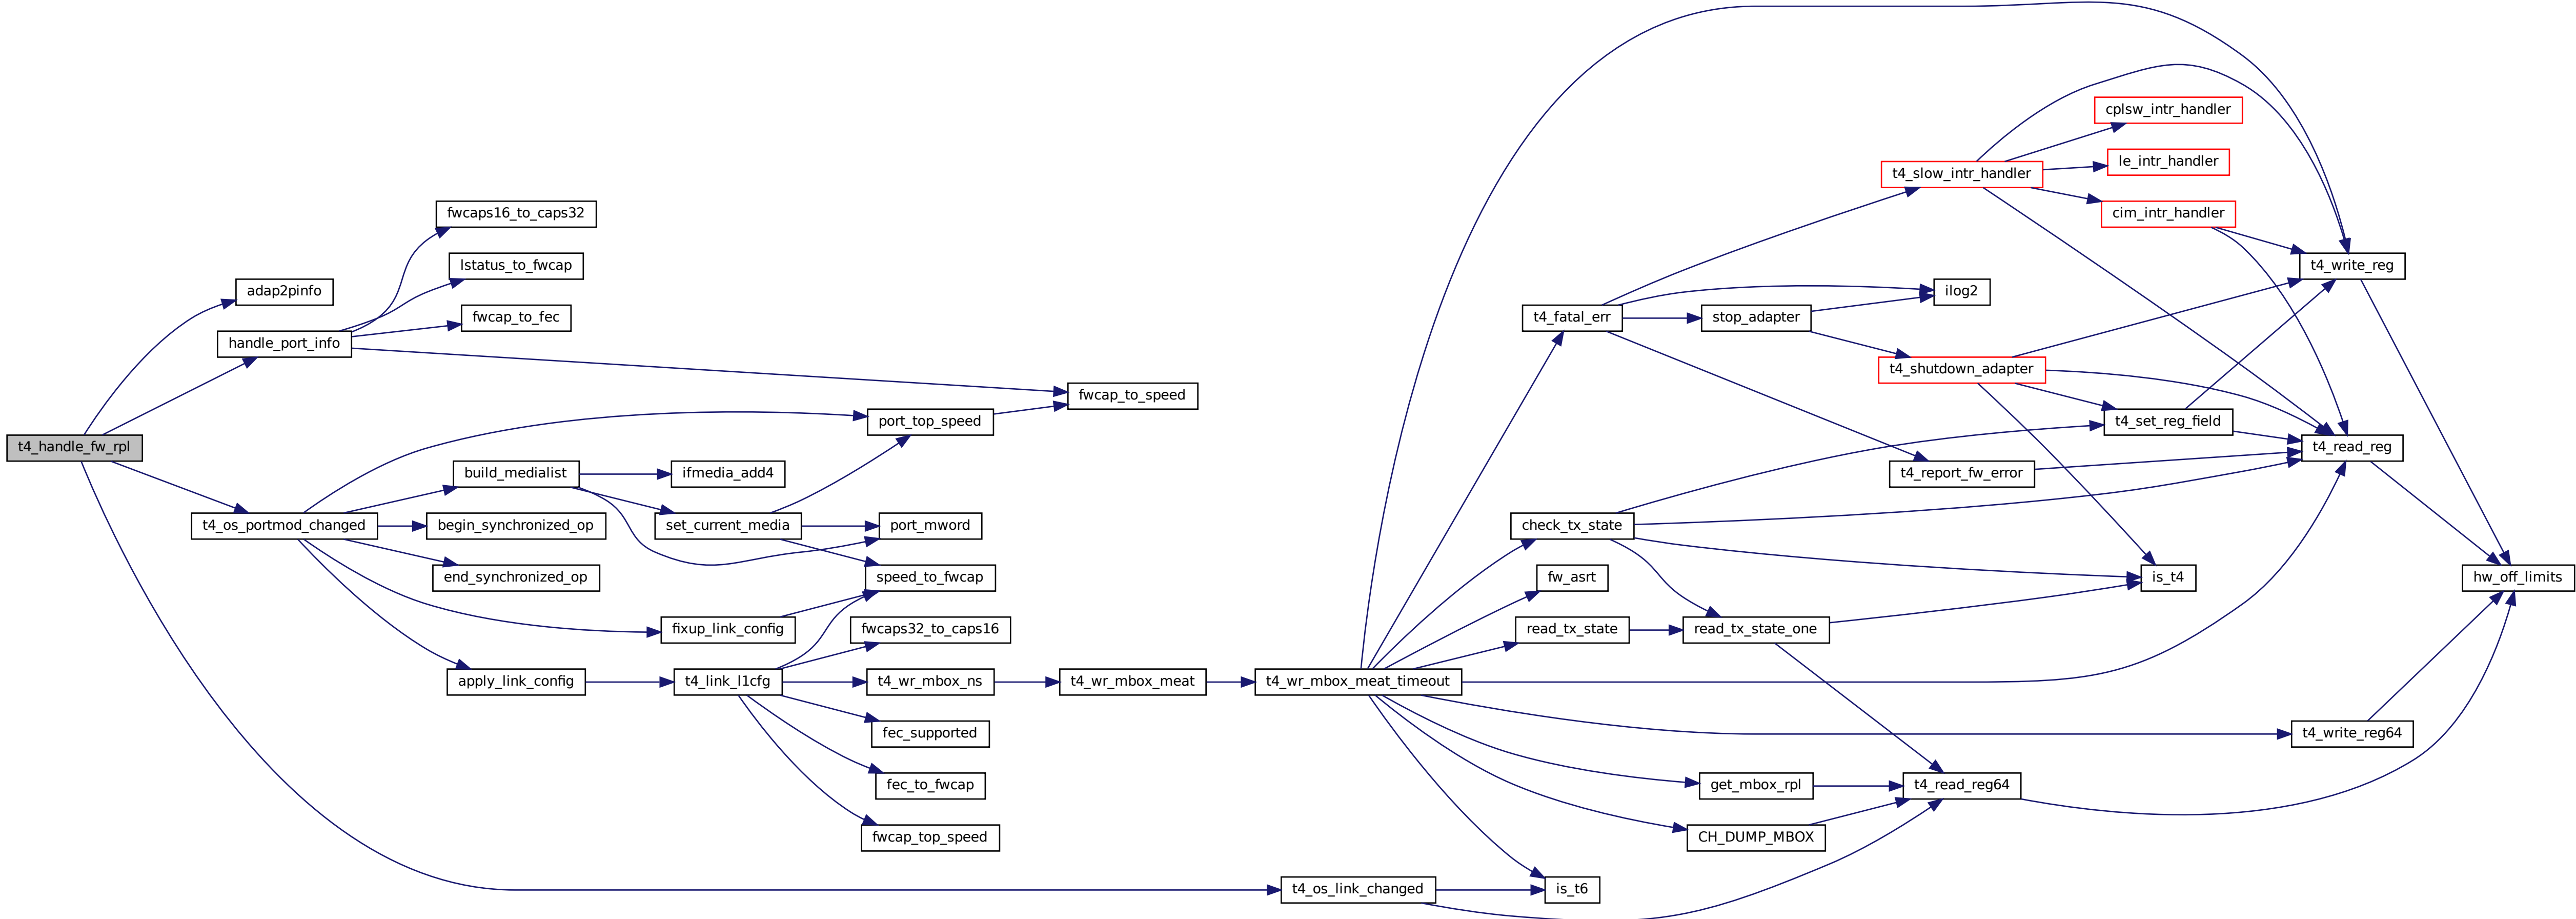 t4_handle_fw_rpl
adap2pinfo
handle_port_info
t4_os_portmod_changed
fwcaps16_to_caps32
lstatus_to_fwcap
fwcap_to_fec
build_medialist
begin_synchronized_op
end_synchronized_op
apply_link_config
ifmedia_add4
set_current_media
fixup_link_config
t4_link_l1cfg
port_top_speed
port_mword
speed_to_fwcap
fwcaps32_to_caps16
t4_wr_mbox_ns
fec_supported
fec_to_fwcap
fwcap_top_speed
fwcap_to_speed
t4_wr_mbox_meat
t4_wr_mbox_meat_timeout
t4_os_link_changed
t4_fatal_err
check_tx_state
fw_asrt
read_tx_state
is_t6
stop_adapter
read_tx_state_one
get_mbox_rpl
CH_DUMP_MBOX
t4_slow_intr_handler
ilog2
t4_shutdown_adapter
t4_report_fw_error
t4_read_reg64
cplsw_intr_handler
le_intr_handler
cim_intr_handler
t4_set_reg_field
is_t4
t4_write_reg
t4_read_reg
t4_write_reg64
hw_off_limits